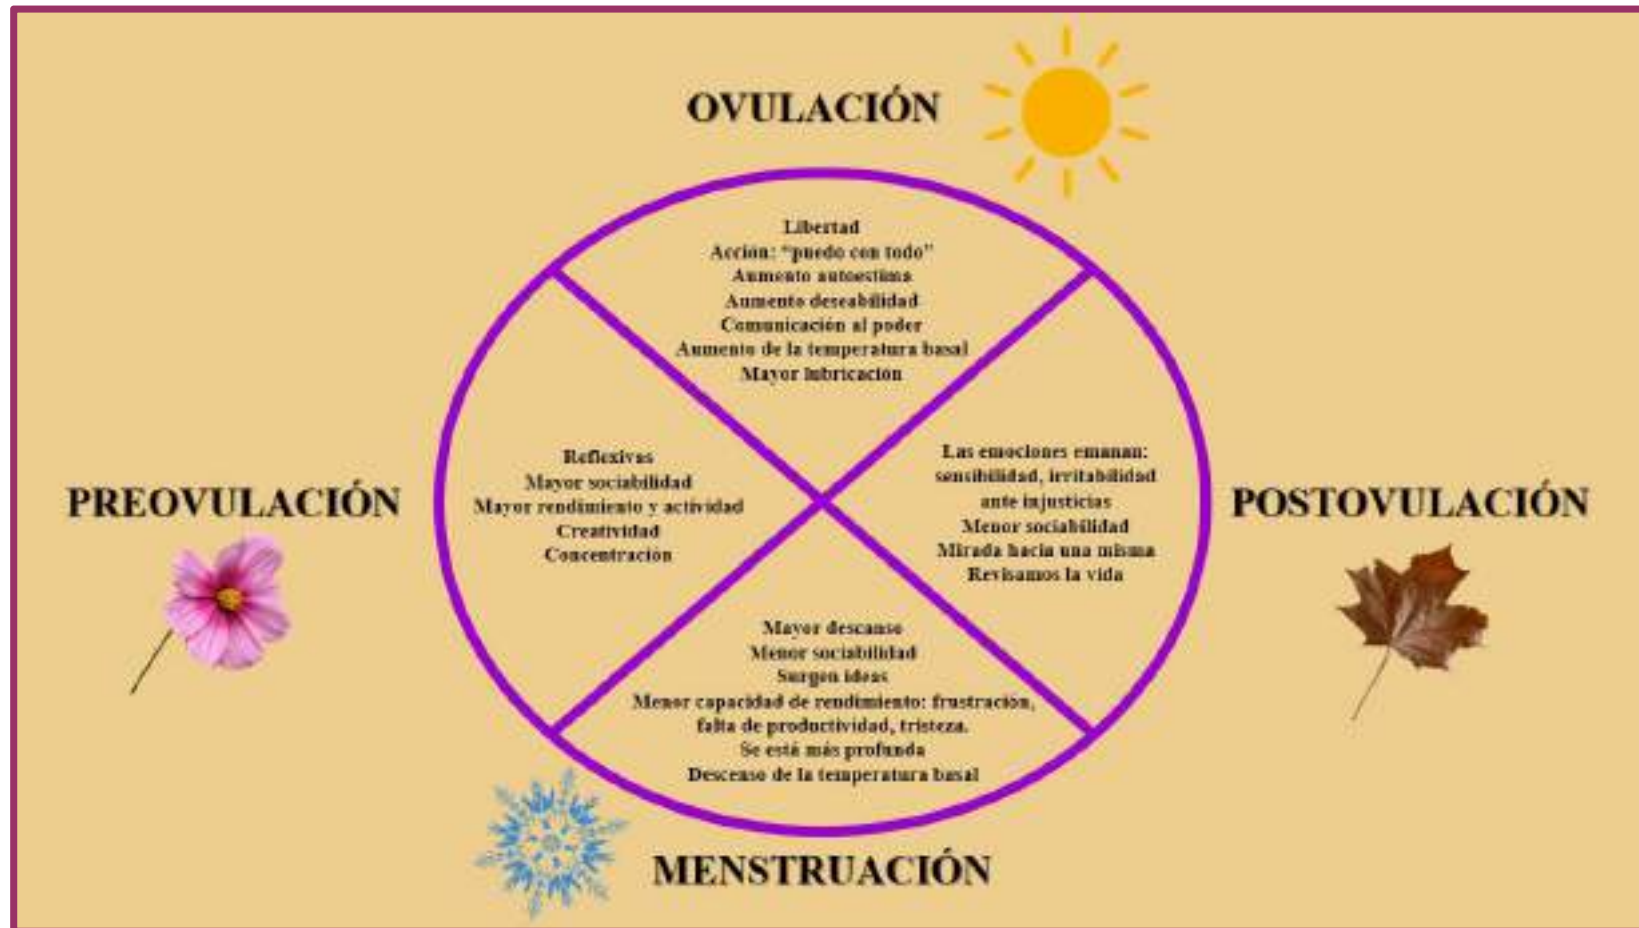 OVULACIÓN
Libertad
Acción: “puedo con todo”
Aumento autoestima
Aumento deseabilidad
Comunicación al poder
Aumento de la temperatura basal
Mayor lubricación
PREOVULACIÓN
Reflexivas
Mayor sociabilidad
Mayor rendimiento y actividad
Creatividad
Concentración
Las emociones emanan:
sensibilidad, irritabilidad
ante injusticias
Menor sociabilidad
Mirada hacia una misma
Revisamos la vida
POSTOVULACIÓN
Mayor descanso
Menor sociabilidad
Surgen ideas
Menor capacidad de rendimiento: frustración,
falta de productividad, tristeza.
Se está más profunda
Descenso de la temperatura basal
MENSTRUACIÓN